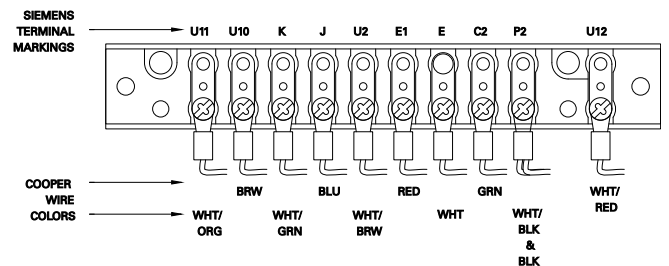 SIEMENS
TERMINAL
MARKINGS
U11 U10 K J U2 E1 E C2 P2 U12
COOPER
WIRE
COLORS
BRW BLU RED GRN WHT/
RED
WHT/
ORG
WHT/
GRN
WHT/
BRW
WHT
WHT/
BLK
&
BLK